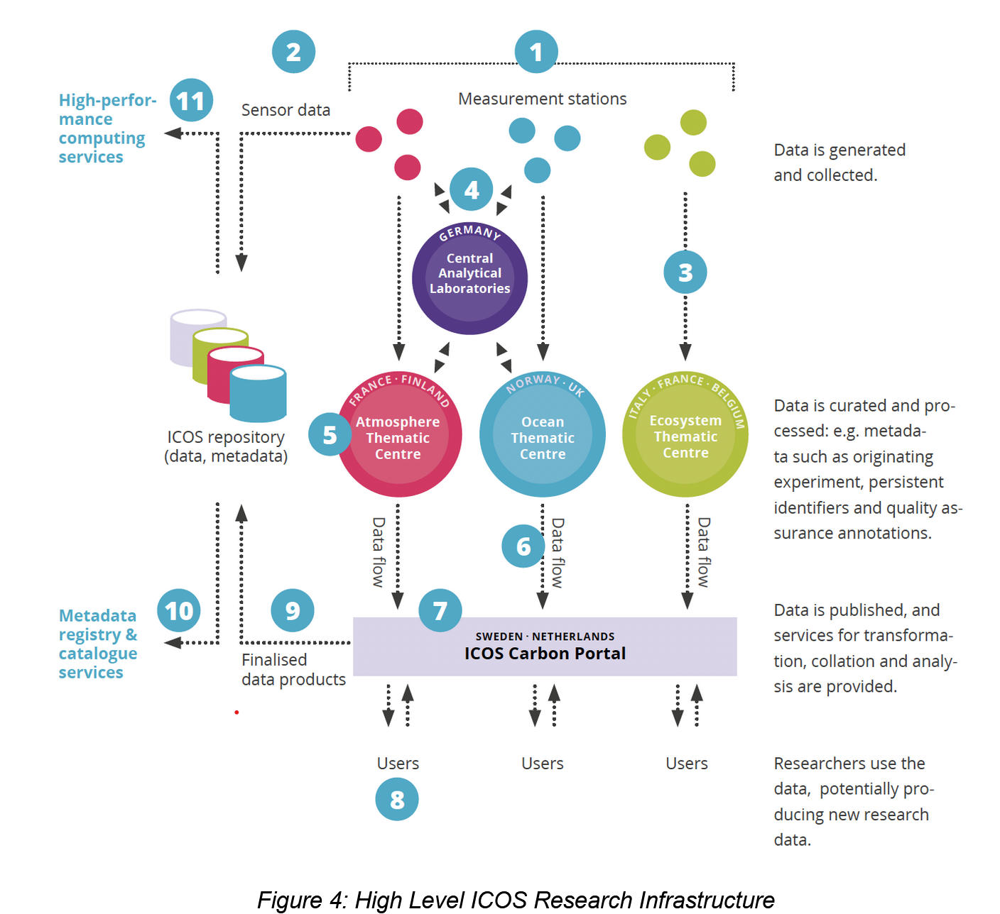 2
1
11
High-perfor-
mance
computing
services
Sensor data
Measurement stations
Data is generated
and collected.
4
GERMANY
Central
Analytical
Laboratories
3
ICOS repository
(data, metadata)
5
FRANCE · FINLAND
Atmosphere
Thematic
Centre
NORWAY · UK
Ocean
Thematic
Centre
ITALY · FRANCE · BELGIUM
Ecosystem
Thematic
Centre
Data is curated and pro-
cessed: e.g. metada-
ta such as originating
experiment, persistent
identifiers and quality as-
surance annotations.
Data flow
6
Data flow
Data flow
10
Metadata
registry &
catalogue
services
9
Finalised
data products
7
SWEDEN · NETHERLANDS
ICOS Carbon Portal
Data is published, and
services for transforma-
tion, collation and analy-
sis are provided.
Users
Users
Users
8
Researchers use the
data,  potentially pro-
ducing new research
data.
Figure 4: High Level ICOS Research Infrastructure